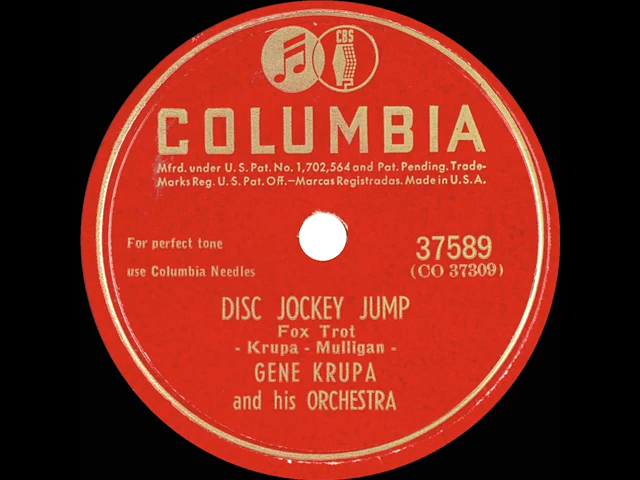 CBS
COLUMBIA
Mfrd. under U.S. Pat. No. 1,702,564 and Pat. Pending. Trade-
Marks Reg. U.S. Pat. Off.—Marcas Registradas. Made in U.S.A.
For perfect tone
use Columbia Needles
37589
(CO 37309)
DISC JOCKEY JUMP
Fox Trot
- Krupa - Mulligan -
GENE KRUPA
and his ORCHESTRA